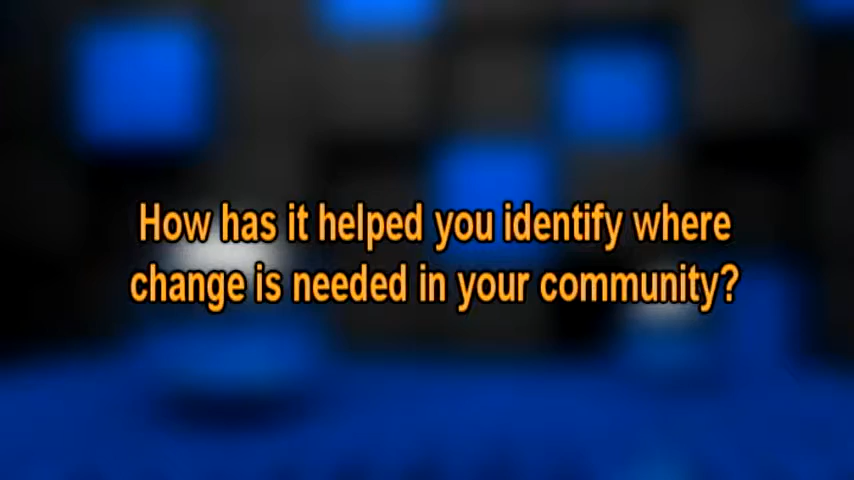 How has it helped you identify where
change is needed in your community?